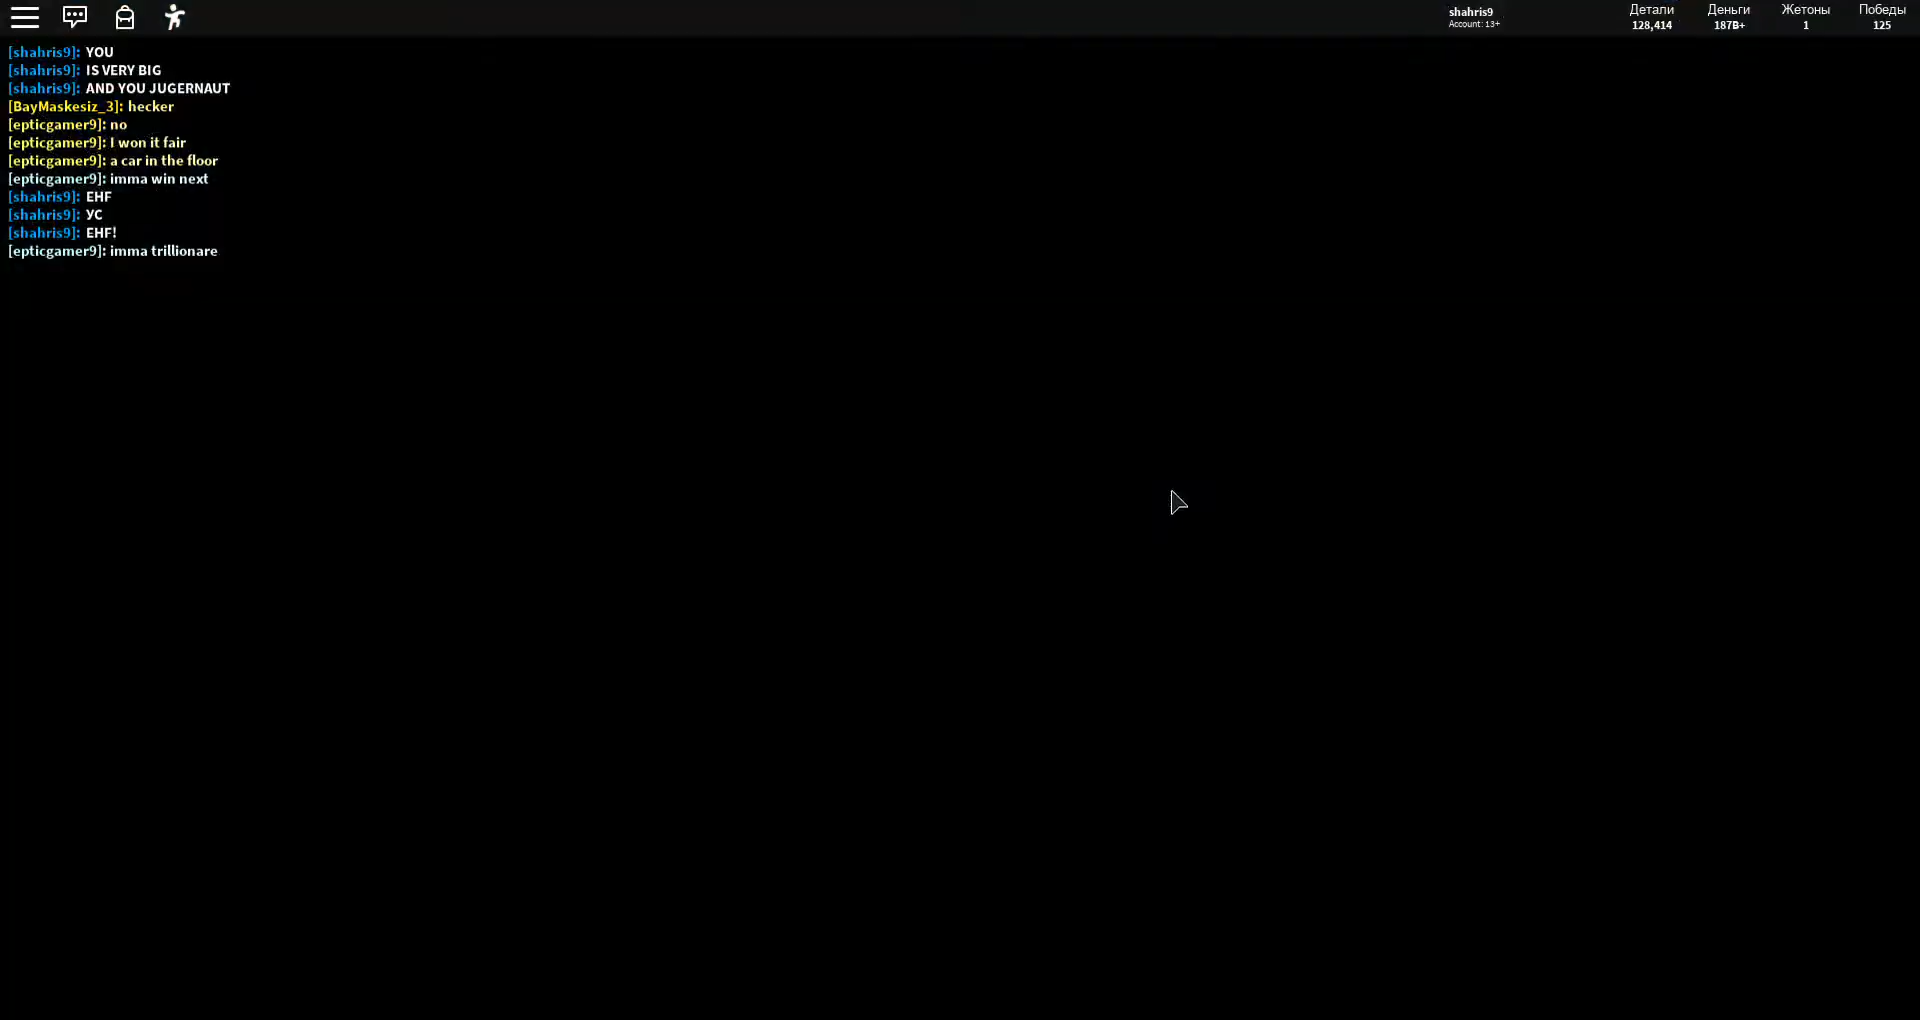 shahris9
Account: 13+
Детали
128,414
Деньги
187B+
Жетоны
1
Победы
125
[shahris9]: YOU
[shahris9]: IS VERY BIG
[shahris9]: AND YOU JUGERNAUT
[BayMaskesiz_3]: hecker
[epticgamer9]: no
[epticgamer9]: I won it fair
[epticgamer9]: a car in the floor
[epticgamer9]: imma win next
[shahris9]: EHF
[shahris9]: УС
[shahris9]: EHF!
[epticgamer9]: imma trillionare